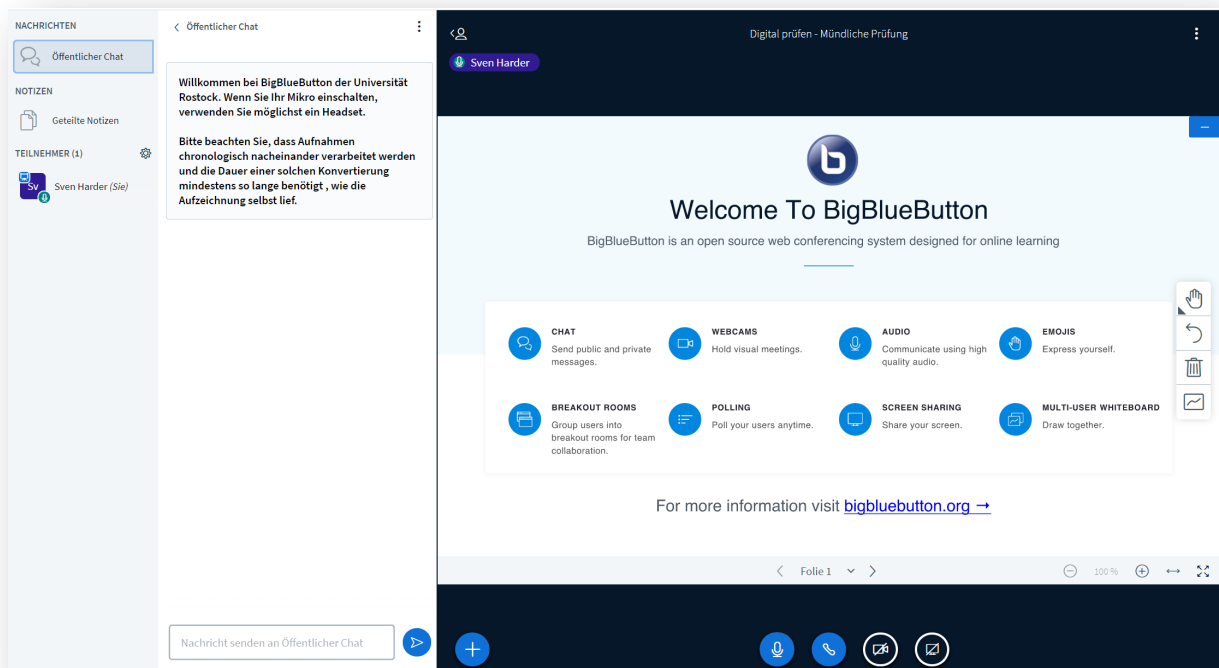 NACHRICHTEN
Öffentlicher Chat
NOTIZEN
Geteilte Notizen
TEILNEHMER (1)
Sv
Sven Harder (Sie)
Öffentlicher Chat
Willkommen bei BigBlueButton der Universität
Rostock. Wenn Sie Ihr Mikro einschalten,
verwenden Sie möglichst ein Headset.
Bitte beachten Sie, dass Aufnahmen
chronologisch nacheinander verarbeitet werden
und die Dauer einer solchen Konvertierung
mindestens so lange benötigt , wie die
Aufzeichnung selbst lief.
Nachricht senden an Öffentlicher Chat
Digital prüfen - Mündliche Prüfung
Sven Harder
b
Welcome To BigBlueButton
BigBlueButton is an open source web conferencing system designed for online learning
CHAT
Send public and private
messages.
WEBCAMS
Hold visual meetings.
AUDIO
Communicate using high
quality audio.
EMOJIS
Express yourself.
BREAKOUT ROOMS
Group users into
breakout rooms for team
collaboration.
POLLING
Poll your users anytime.
SCREEN SHARING
Share your screen.
MULTI-USER WHITEBOARD
Draw together.
For more information visit bigbluebutton.org →
Folie 1
100 %